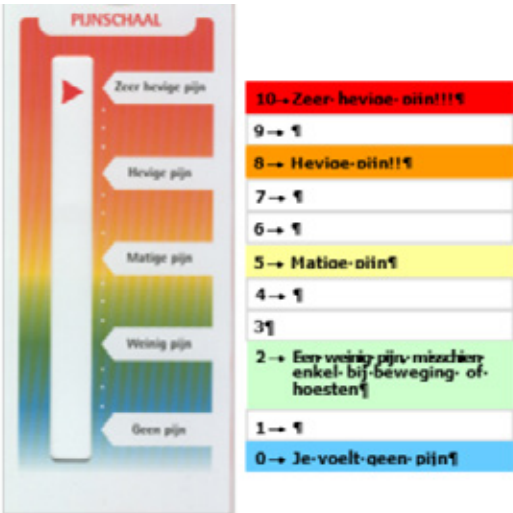 PIJNSCHAAL
Zeer hevige pijn
Hevige pijn
Matige pijn
Weinig pijn
Geen pijn
10→Zeer·hevige·pijn!!!¶
9→¶
8→Hevige·pijn!!¶
7→¶
6→¶
5→Matige·pijn¶
4→¶
3¶
2→Een·weinig·pijn,·misschien·
enkel·bij·beweging·of·
hoesten¶
1→¶
0→Je·voelt·geen·pijn¶